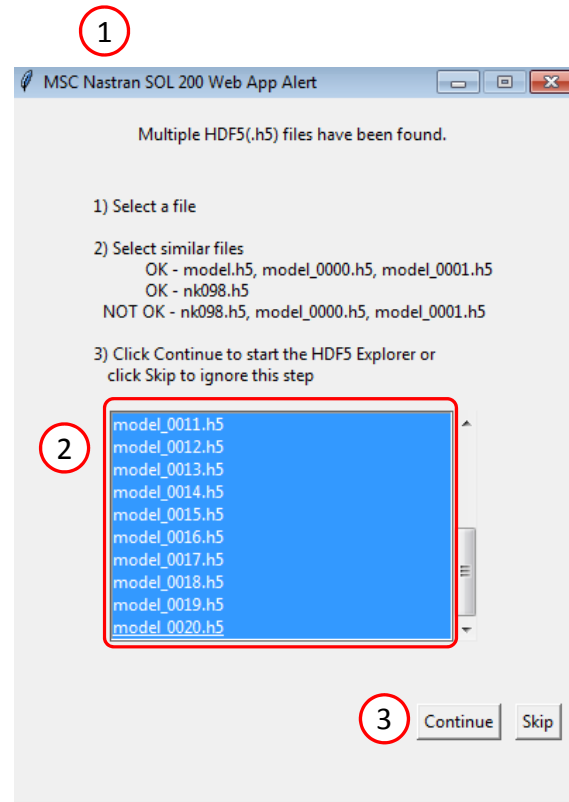 1
MSC Nastran SOL 200 Web App Alert
Multiple HDF5(.h5) files have been found.
1) Select a file
2) Select similar files
OK - model.h5, model_0000.h5, model_0001.h5
OK - nk098.h5
NOT OK - nk098.h5, model_0000.h5, model_0001.h5
3) Click Continue to start the HDF5 Explorer or
click Skip to ignore this step
2
model_0011.h5
model_0012.h5
model_0013.h5
model_0014.h5
model_0015.h5
model_0016.h5
model_0017.h5
model_0018.h5
model_0019.h5
model_0020.h5
3 Continue Skip